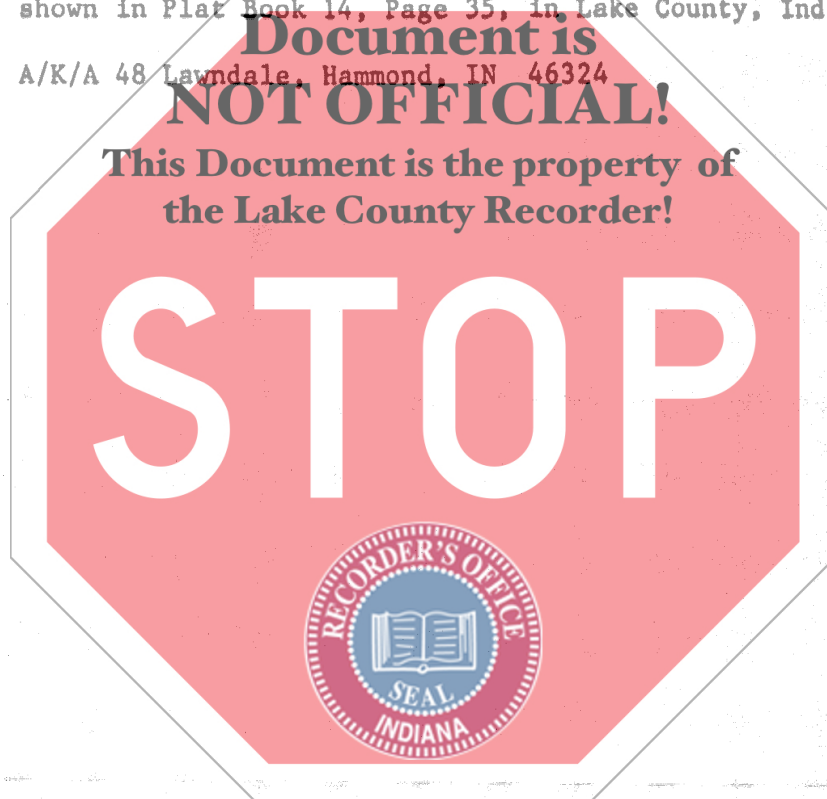 shown in Plat Book 14, Page 35, in Lake County, Ind
Document is
A/K/A 48 Lawndale, Hammond, IN 46324
NOT OFFICIAL!
This Document is the property of
the Lake County Recorder!
STOP
RECORDER'S OFFICE
SEAL
INDIANA